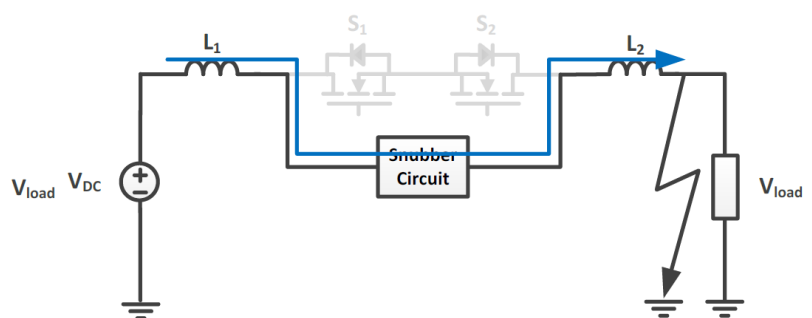 L1
S1
S2
L2
Snubber
Circuit
Vload
VDC
Vload